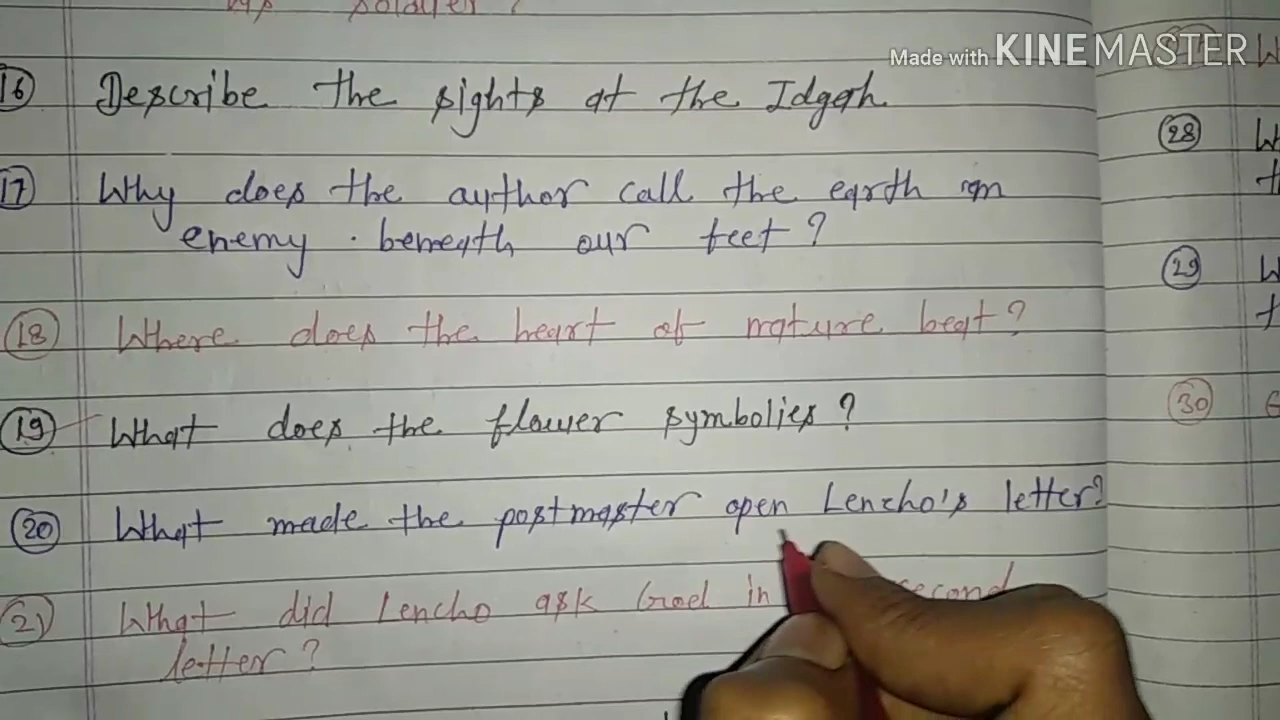 Made with KINEMASTER
16 Describe the sights at the Idgah.
17 Why does the author call the earth an
enemy . beneath our feet?
18 Where does the heart of nature beat?
19 What does the flower symbolies?
20 What made the postmaster open Lencho's letter?
21 What did Lencho ask God in second
letter?
28
29
30